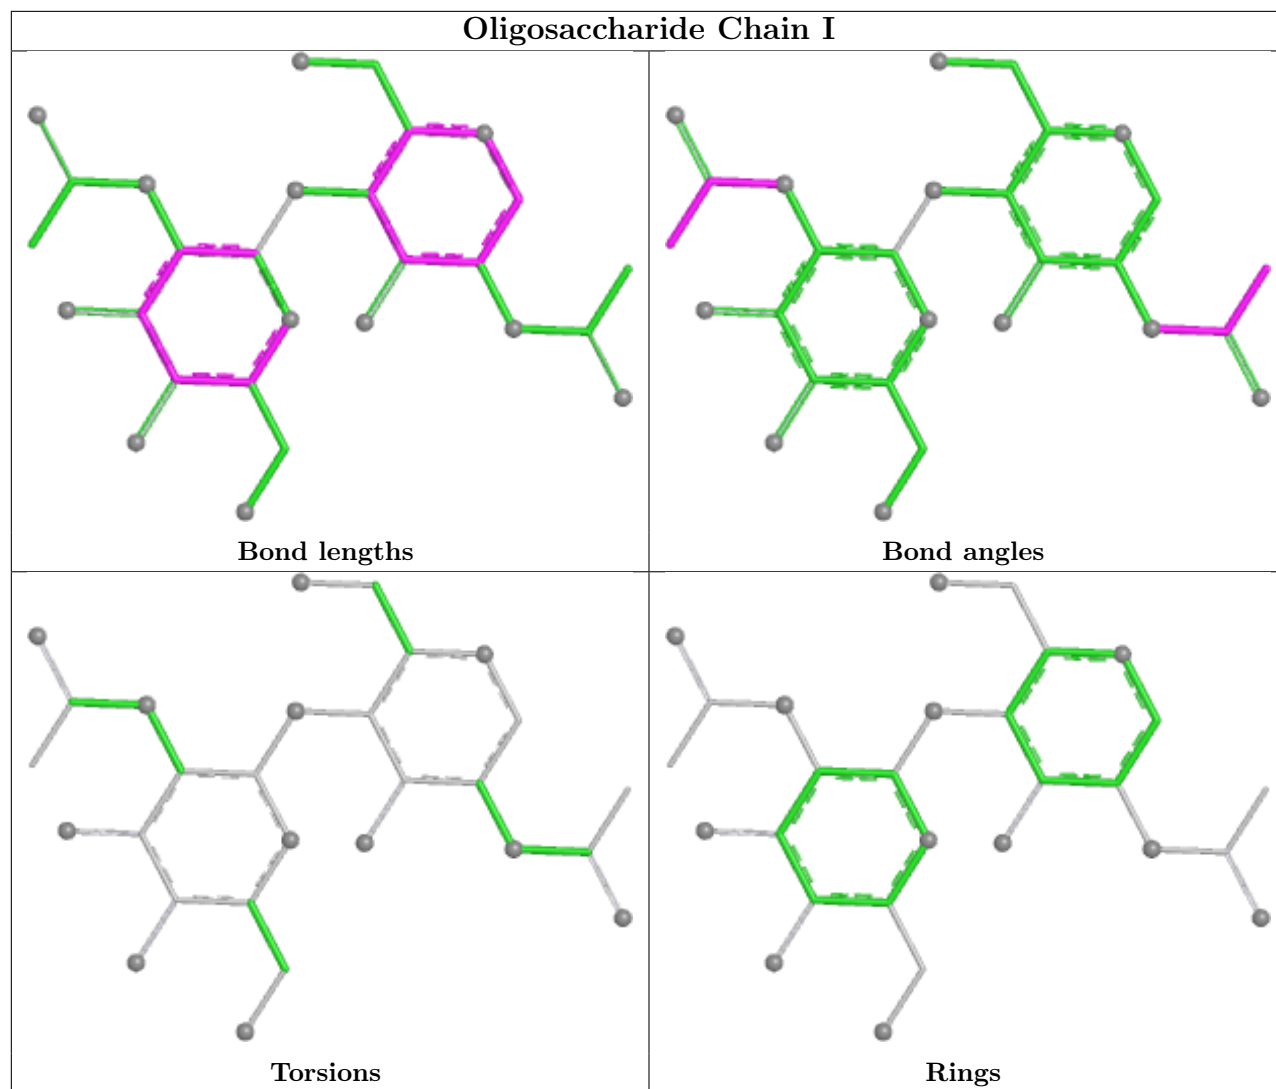 Oligosaccharide Chain I
Bond lengths
Bond angles
Torsions
Rings